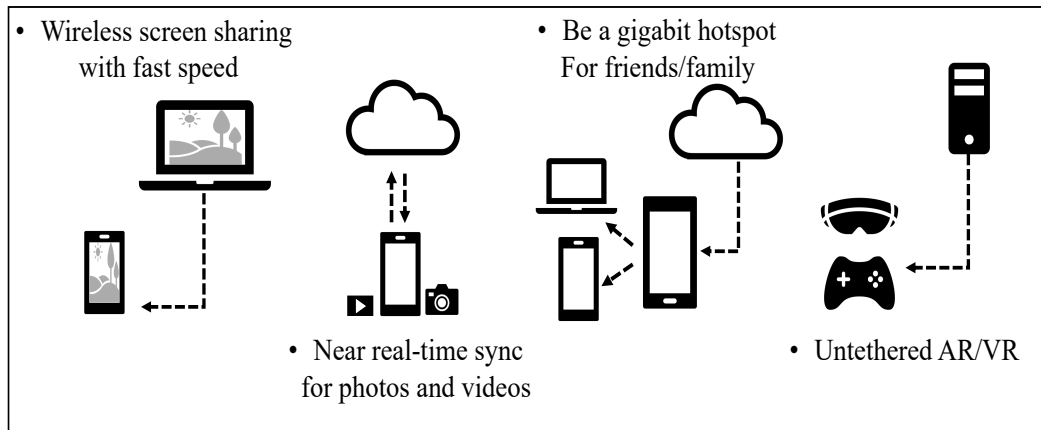 • Wireless screen sharing
with fast speed
• Be a gigabit hotspot
For friends/family
• Near real-time sync
for photos and videos
• Untethered AR/VR